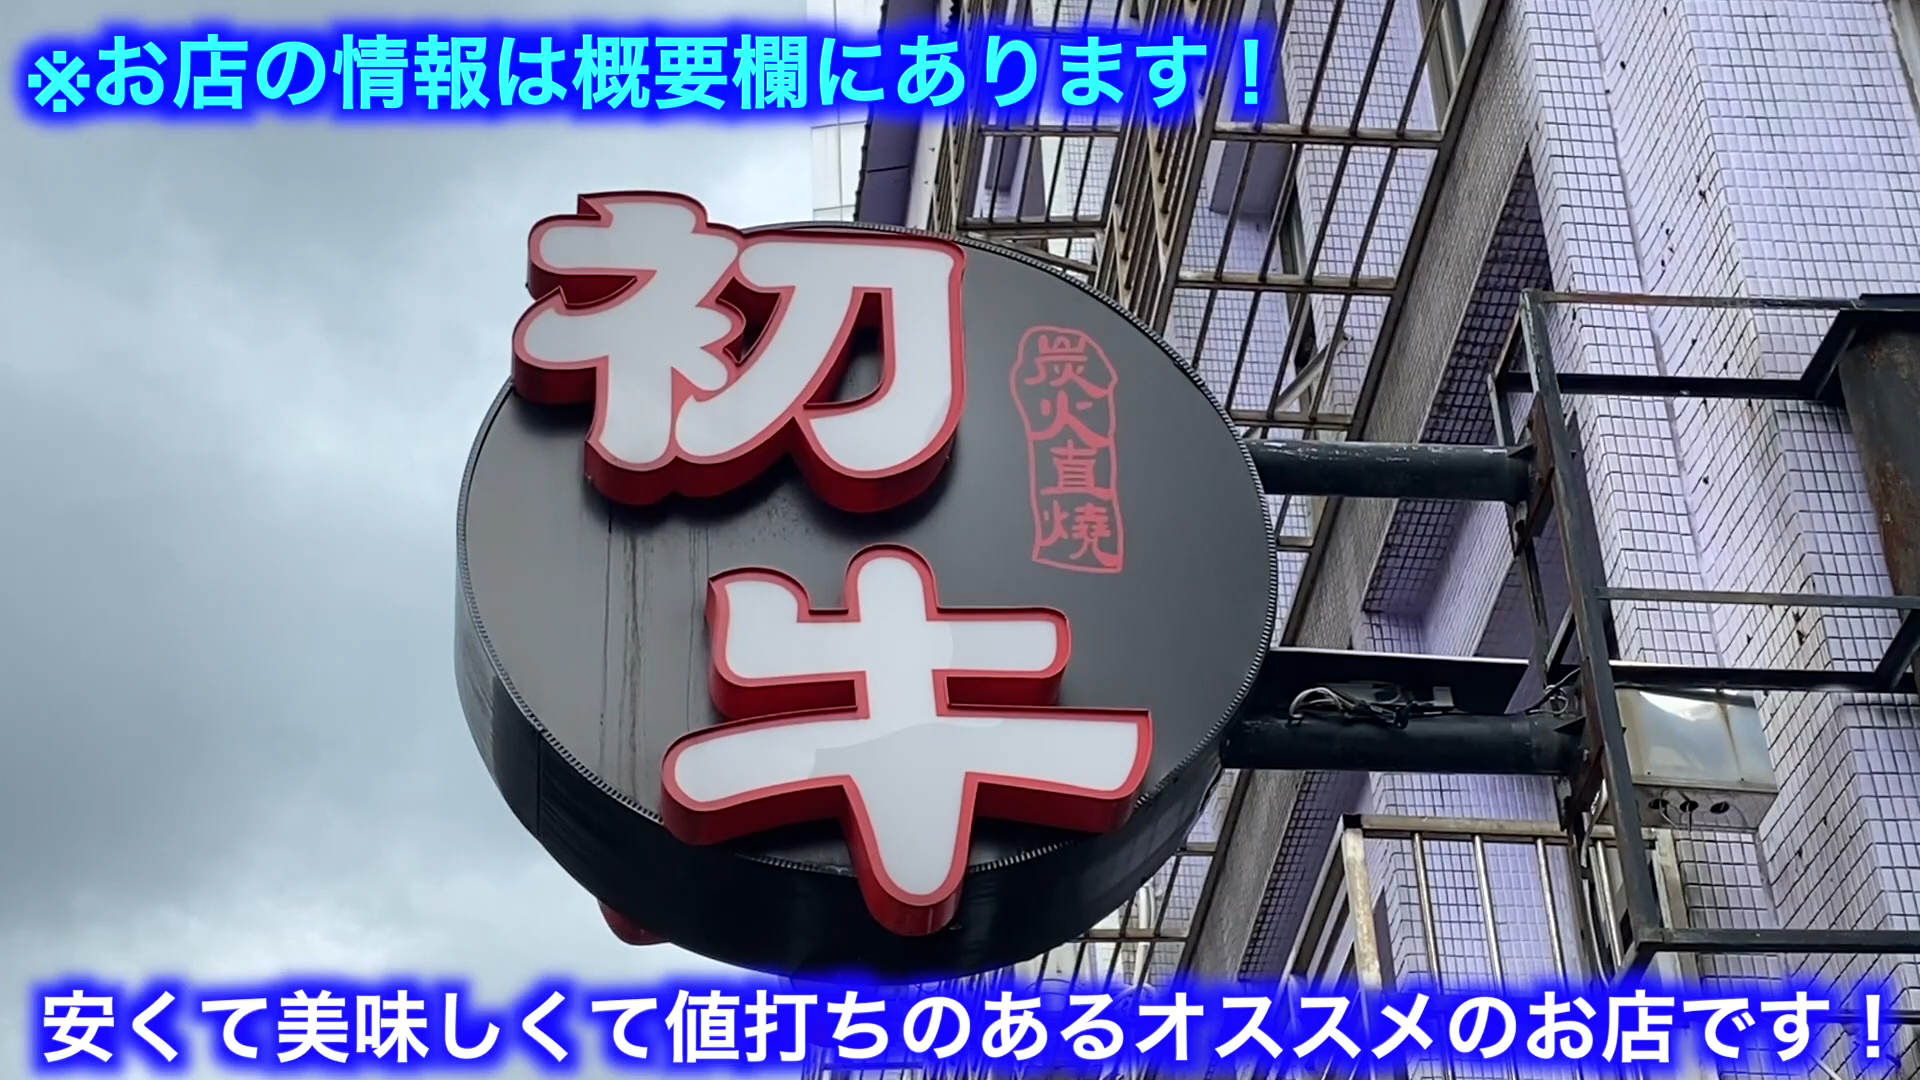 ※お店の情報は概要欄にあります！
初牛
炭火直燒
安くて美味しくて値打ちのあるオススメのお店です！